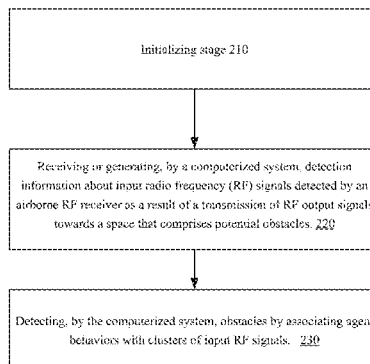 Initializing stage 210
Receiving or generating, by a computerized system, detection
information about input radio frequency (RF) signals detected by an
airborne RF receiver as a result of a transmission of RF output signals
towards a space that comprises potential obstacles. 220
Detecting, by the computerized system, obstacles by associating agent
behaviors with clusters of input RF signals. 230